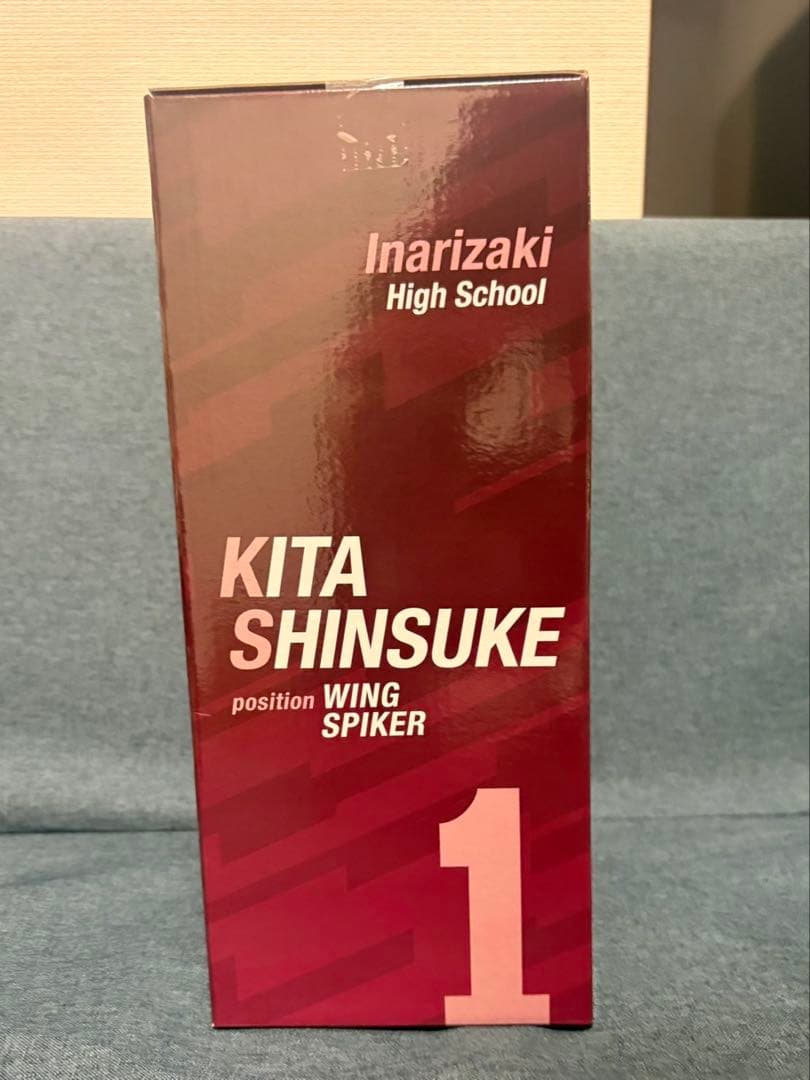 Inarizaki
High School
KITA
SHINSUKE
position WING
SPIKER
1